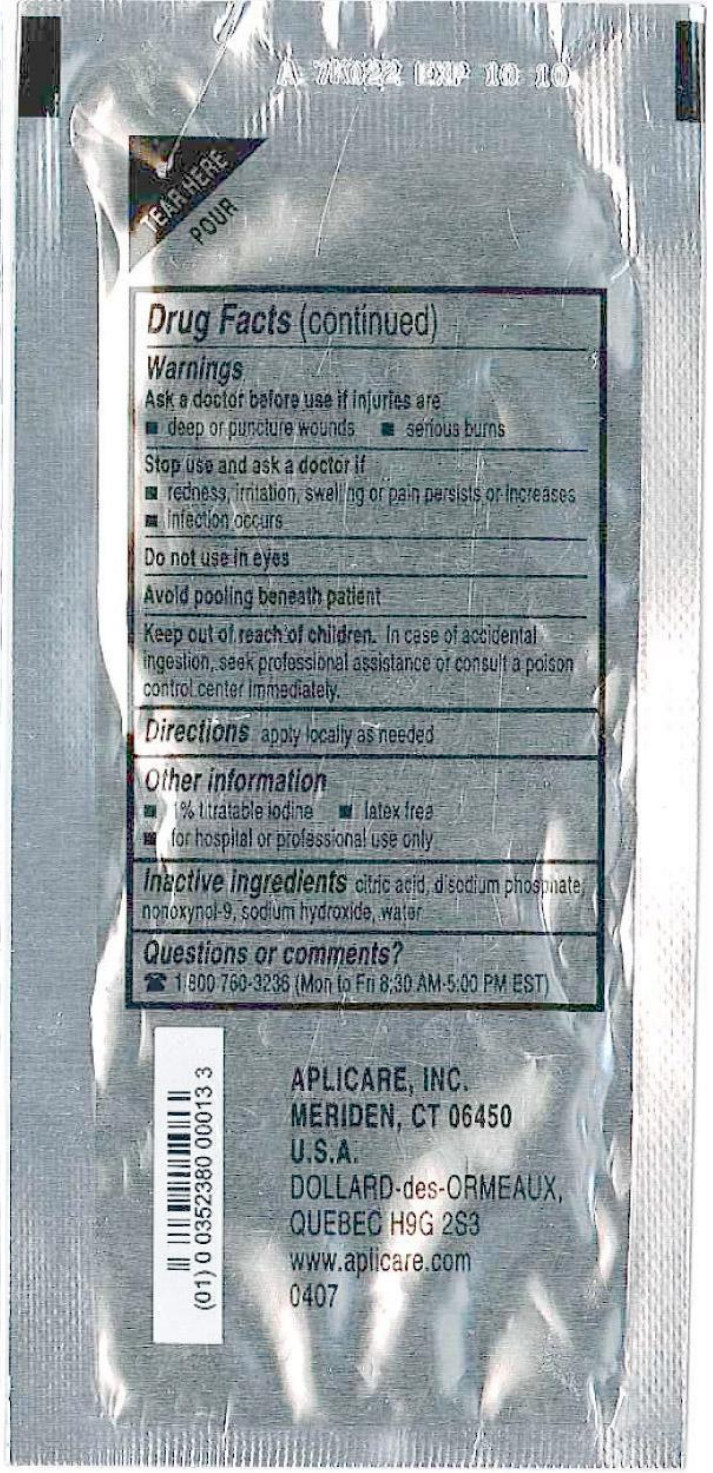 A 7K022 EXP 10 10
TEAR HERE
POUR
Drug Facts (continued)
Warnings
Ask a doctor before use if injuries are
■ deep or puncture wounds ■ serious burns
Stop use and ask a doctor if
■ redness, irritation, swelling or pain persists or increases
■ infection occurs
Do not use in eyes
Avoid pooling beneath patient
Keep out of reach of children. In case of accidental
ingestion, seek professional assistance or consult a poison
control center immediately.
Directions apply locally as needed
Other information
■ 1% titratable iodine ■ latex free
■ for hospital or professional use only
Inactive ingredients citric acid, disodium phosphate,
nonoxynol-9, sodium hydroxide, water
Questions or comments?
☎ 1 800 760-3236 (Mon to Fri 8:30 AM-5:00 PM EST)
(01) 0 0352380 00013 3
APLICARE, INC.
MERIDEN, CT 06450
U.S.A.
DOLLARD-des-ORMEAUX,
QUEBEC H9G 2S3
www.aplicare.com
0407